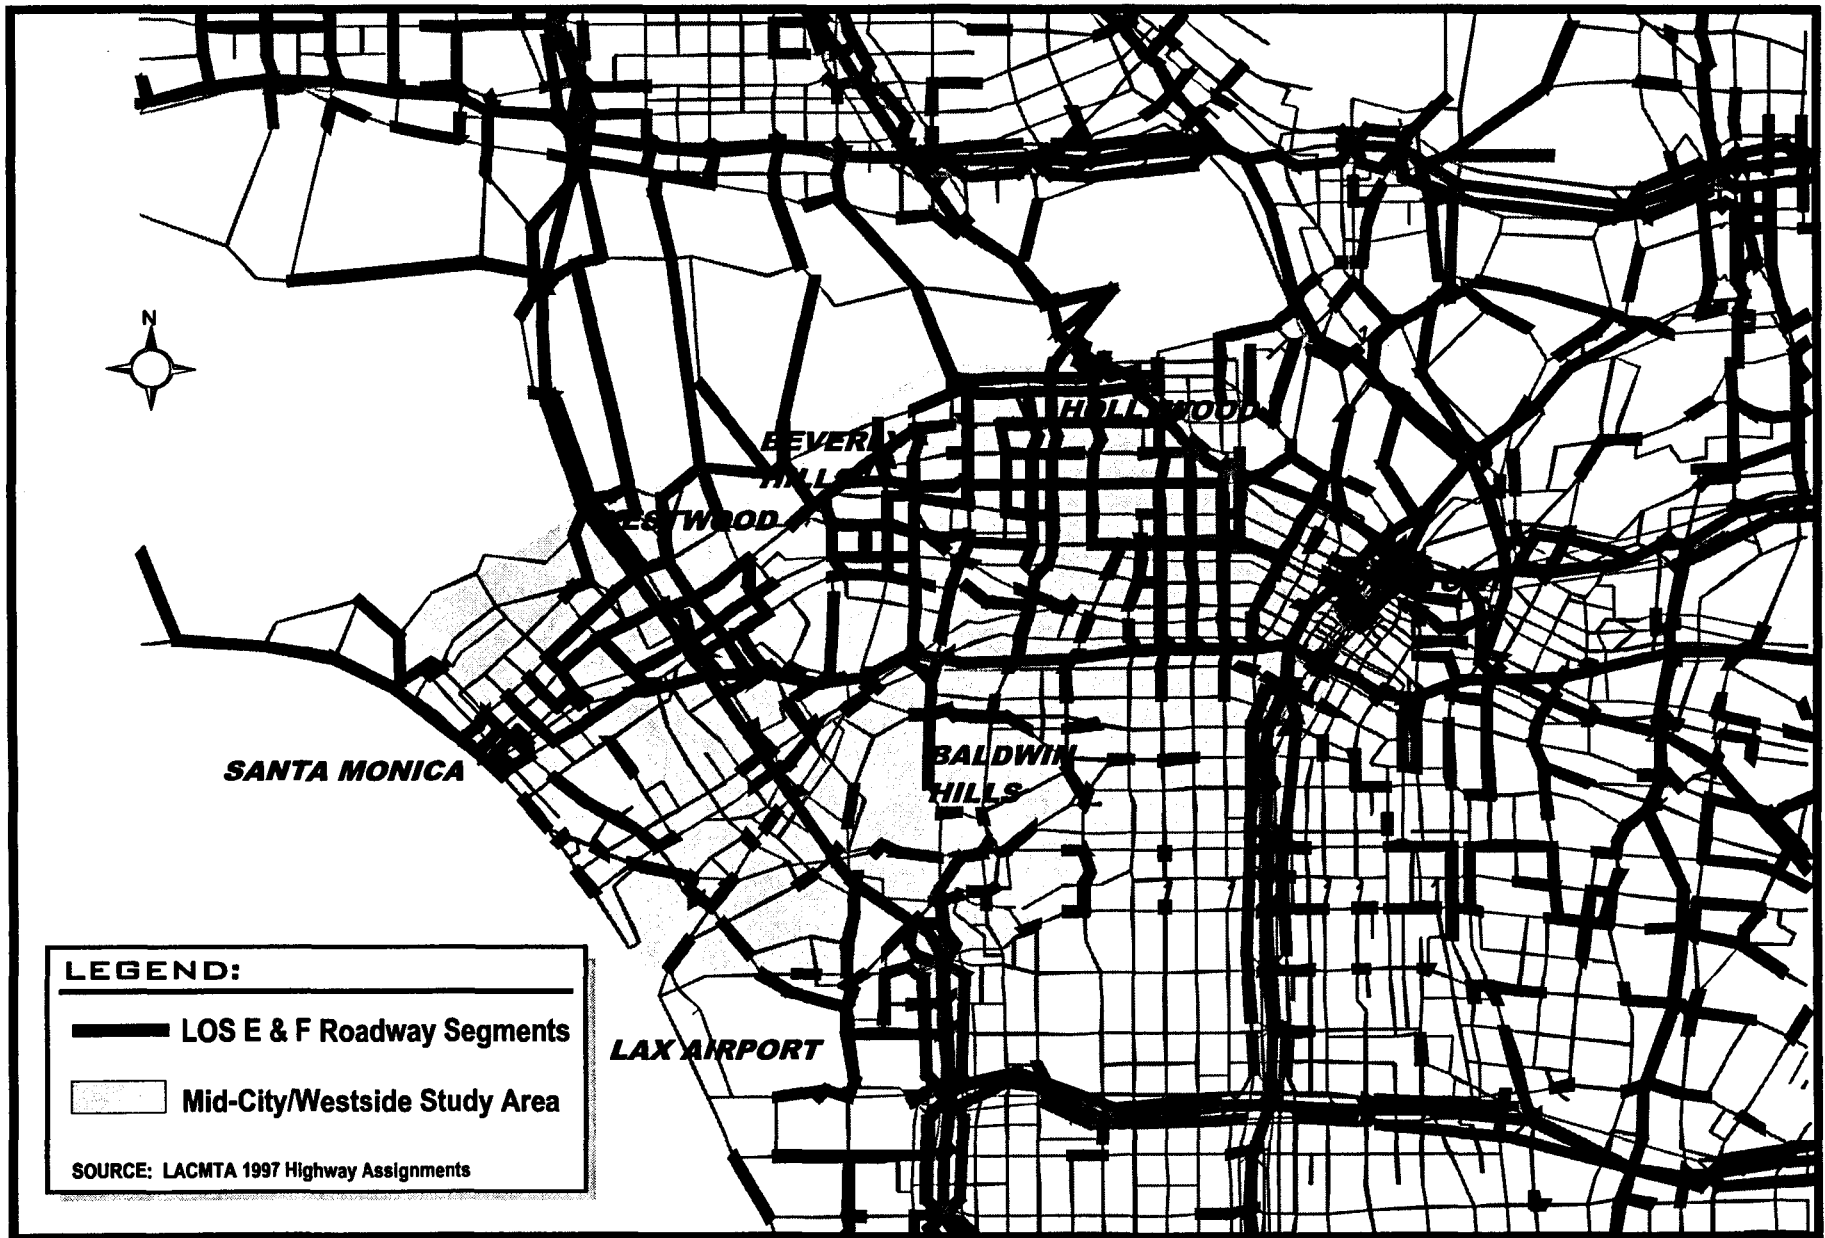 N
HOLLYWOOD
BEVERLY
HILLS
WESTWOOD
SANTA MONICA
BALDWIN
HILLS
LEGEND:
LOS E & F Roadway Segments
LAX AIRPORT
Mid-City/Westside Study Area
SOURCE: LACMTA 1997 Highway Assignments